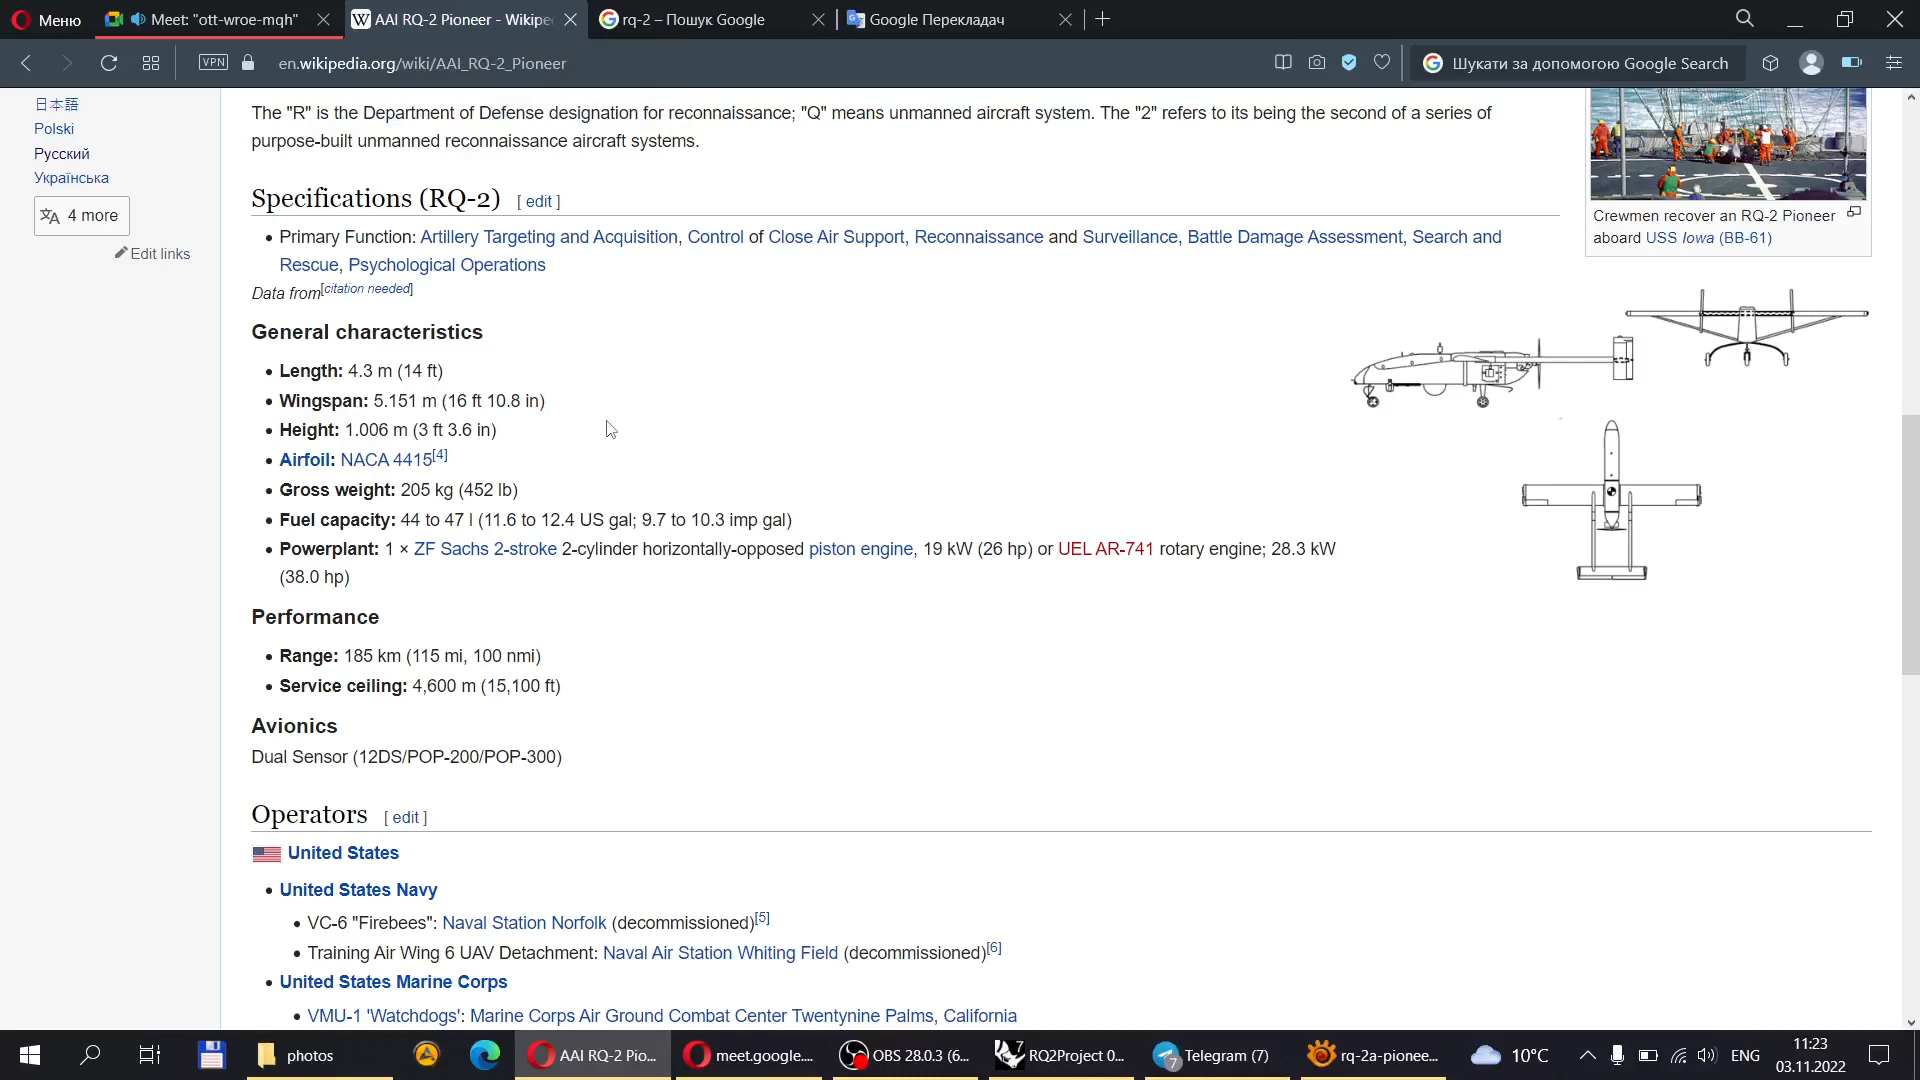 Меню
Meet: "ott-wroe-mqh"
AAI RQ-2 Pioneer - Wikipe
rq-2 – Пошук Google
Google Перекладач
VPN
en.wikipedia.org/wiki/AAI_RQ-2_Pioneer
Шукати за допомогою Google Search
日本語
Polski
Русский
Українська
4 more
Edit links
The "R" is the Department of Defense designation for reconnaissance; "Q" means unmanned aircraft system. The "2" refers to its being the second of a series of
purpose-built unmanned reconnaissance aircraft systems.
Specifications (RQ-2) [ edit ]
• Primary Function: Artillery Targeting and Acquisition, Control of Close Air Support, Reconnaissance and Surveillance, Battle Damage Assessment, Search and
Rescue, Psychological Operations
Data from[citation needed]
General characteristics
• Length: 4.3 m (14 ft)
• Wingspan: 5.151 m (16 ft 10.8 in)
• Height: 1.006 m (3 ft 3.6 in)
• Airfoil: NACA 4415[4]
• Gross weight: 205 kg (452 lb)
• Fuel capacity: 44 to 47 l (11.6 to 12.4 US gal; 9.7 to 10.3 imp gal)
• Powerplant: 1 × ZF Sachs 2-stroke 2-cylinder horizontally-opposed piston engine, 19 kW (26 hp) or UEL AR-741 rotary engine; 28.3 kW
(38.0 hp)
Performance
• Range: 185 km (115 mi, 100 nmi)
• Service ceiling: 4,600 m (15,100 ft)
Avionics
Dual Sensor (12DS/POP-200/POP-300)
Operators [ edit ]
United States
• United States Navy
• VC-6 "Firebees": Naval Station Norfolk (decommissioned)[5]
• Training Air Wing 6 UAV Detachment: Naval Air Station Whiting Field (decommissioned)[6]
• United States Marine Corps
• VMU-1 'Watchdogs': Marine Corps Air Ground Combat Center Twentynine Palms, California
Crewmen recover an RQ-2 Pioneer
aboard USS Iowa (BB-61)
photos
AAI RQ-2 Pio...
meet.google....
OBS 28.0.3 (6...
RQ2Project 0...
7
Telegram (7)
rq-2a-pionee...
10°C
ENG
11:23
03.11.2022